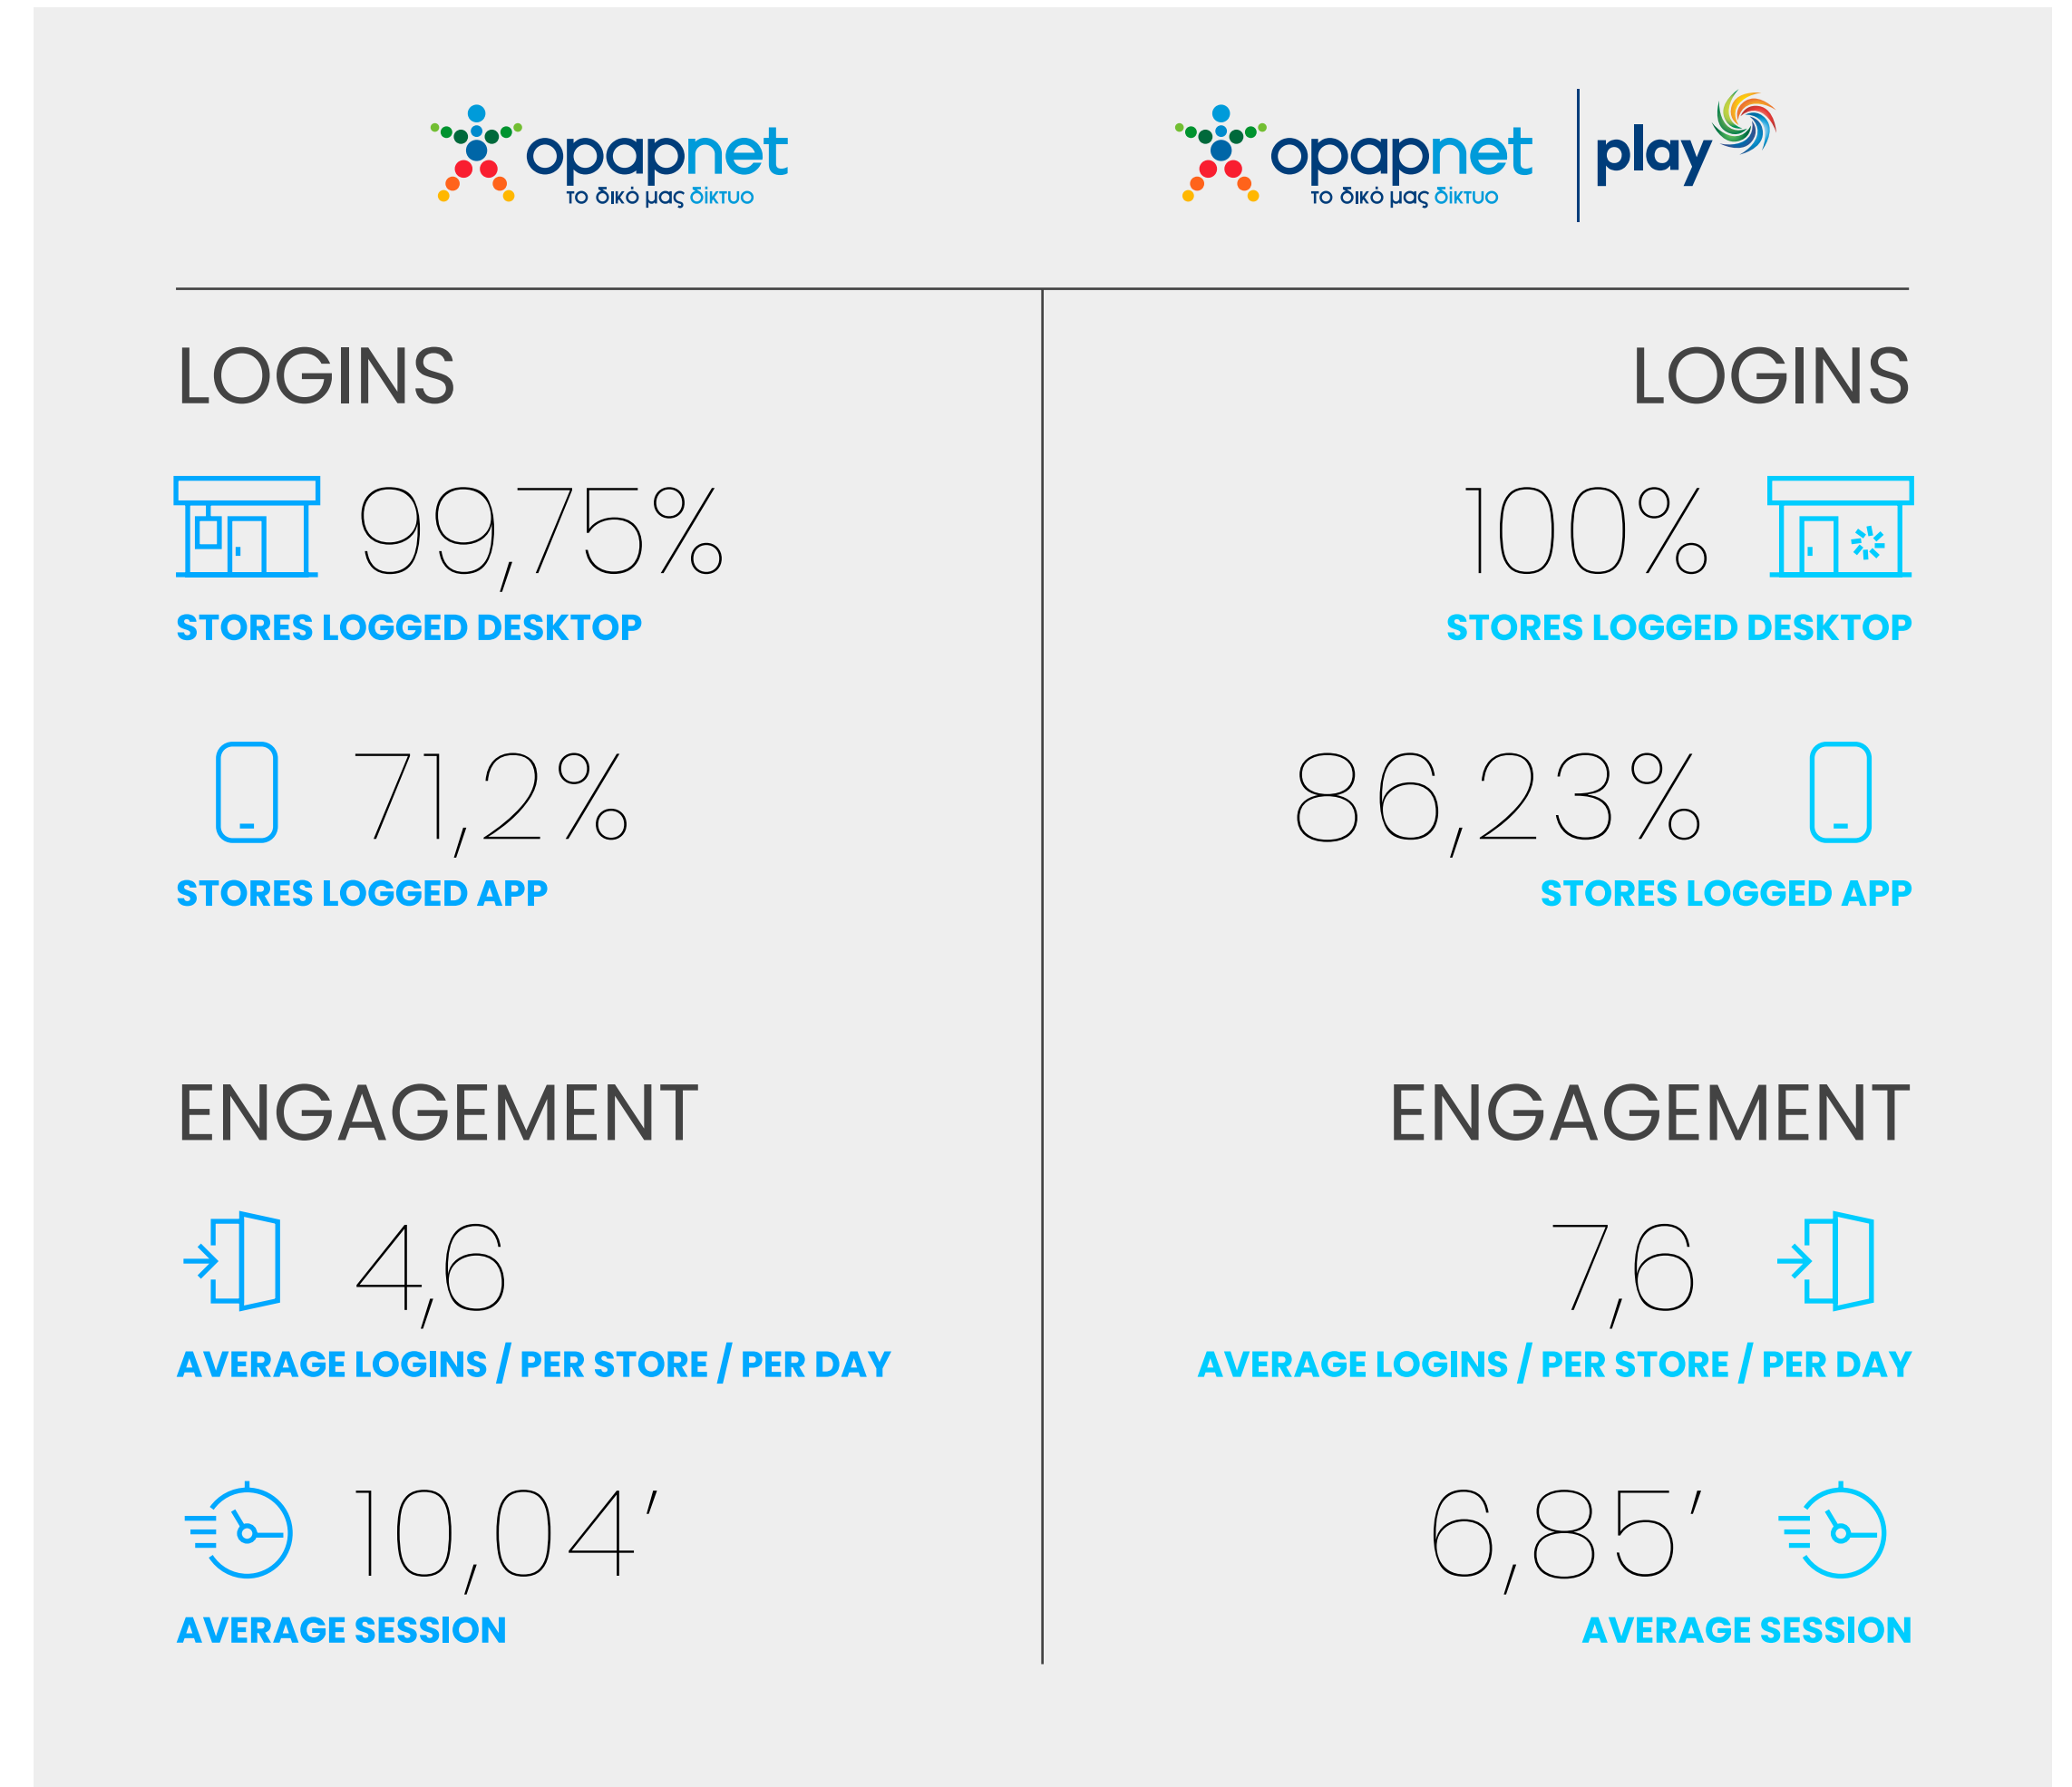 opapnet
το δικό μας δίκτυο
opapnet
το δικό μας δίκτυο
play
LOGINS
99,75%
STORES LOGGED DESKTOP
71,2%
STORES LOGGED APP
ENGAGEMENT
4,6
AVERAGE LOGINS / PER STORE / PER DAY
10,04’
AVERAGE SESSION
LOGINS
100%
STORES LOGGED DESKTOP
86,23%
STORES LOGGED APP
ENGAGEMENT
7,6
AVERAGE LOGINS / PER STORE / PER DAY
6,85’
AVERAGE SESSION